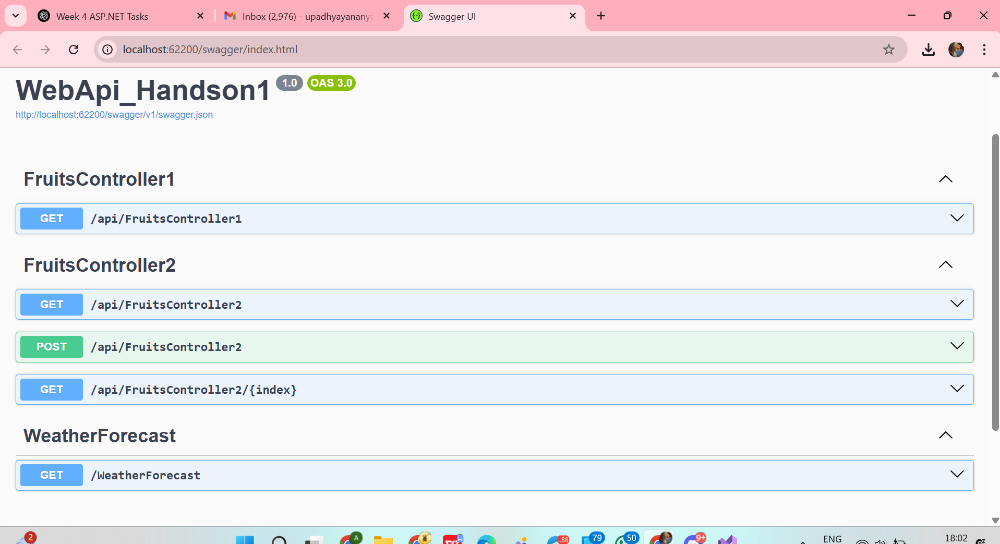 Week 4 ASP.NET Tasks
Inbox (2,976) - upadhyayananya
Swagger UI
localhost:62200/swagger/index.html
WebApi_Handson1 1.0 OAS 3.0
http://localhost:62200/swagger/v1/swagger.json
FruitsController1
GET /api/FruitsController1
FruitsController2
GET /api/FruitsController2
POST /api/FruitsController2
GET /api/FruitsController2/{index}
WeatherForecast
GET /WeatherForecast
2
A
W
..88
79
50
9+
ENG
18:02